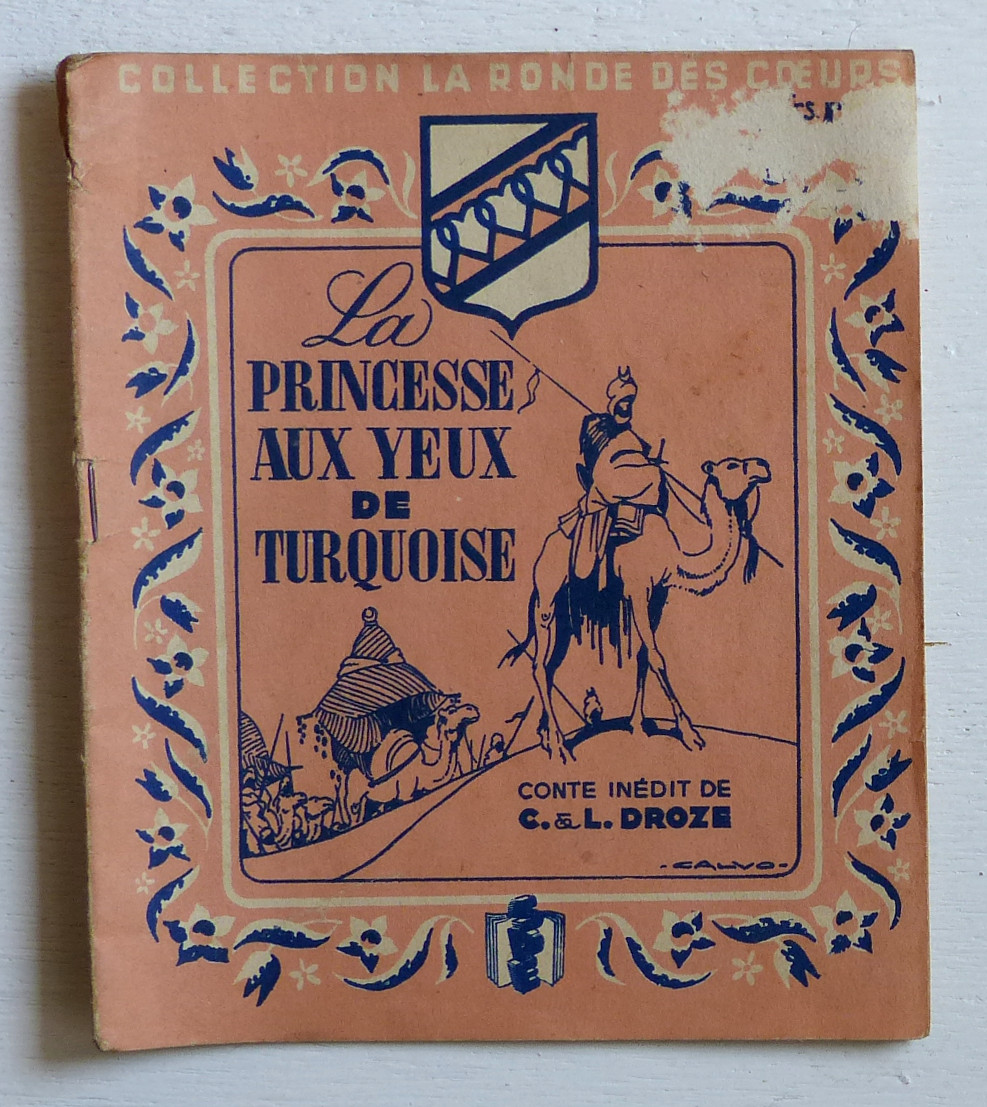 COLLECTION LA RONDE DES CŒURS
La
PRINCESSE
AUX YEUX
DE
TURQUOISE
CONTE INÉDIT DE
C. & L. DROZE
-CALVO-